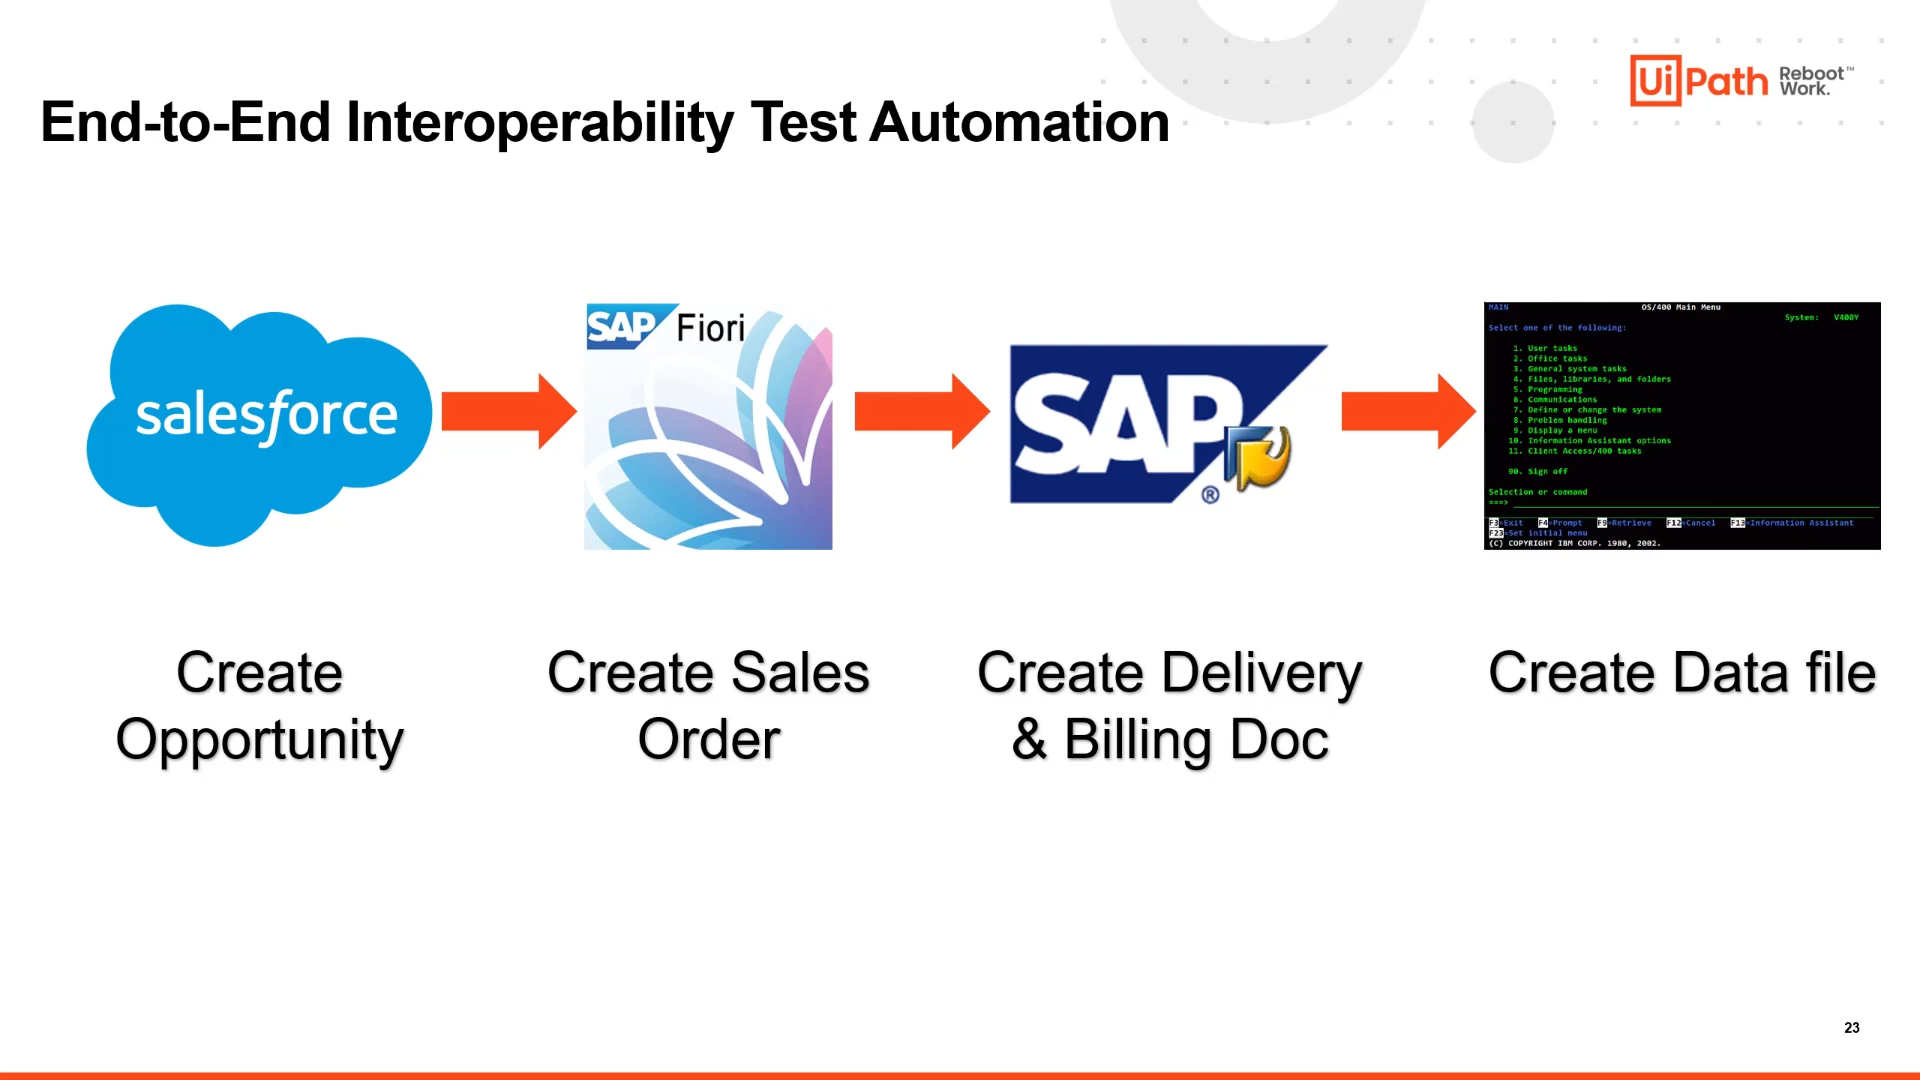 UiPath Reboot™
Work.
End-to-End Interoperability Test Automation
salesforce
SAP Fiori
SAP
®
MAIN OS/400 Main Menu
System: V400Y
Select one of the following:
1. User tasks
2. Office tasks
3. General system tasks
4. Files, libraries, and folders
5. Programming
6. Communications
7. Define or change the system
8. Problem handling
9. Display a menu
10. Information Assistant options
11. Client Access/400 tasks
90. Sign off
Selection or command
===>
F3=Exit F4=Prompt F9=Retrieve F12=Cancel F13=Information Assistant
F23=Set initial menu
(C) COPYRIGHT IBM CORP. 1980, 2002.
Create
Opportunity
Create Sales
Order
Create Delivery
& Billing Doc
Create Data file
23